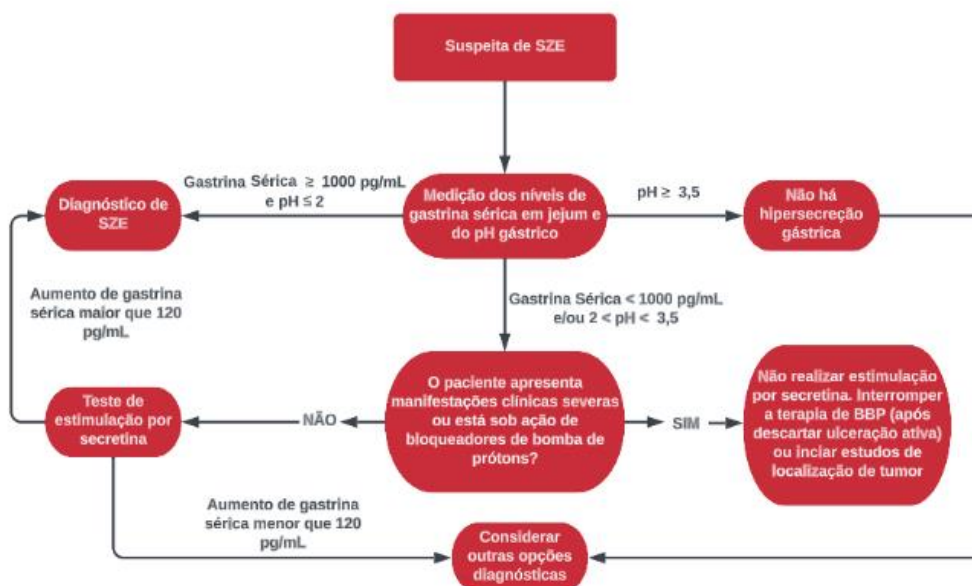 Suspeita de SZE
Gastrina Sérica ≥ 1000 pg/mL
e pH ≤ 2
Diagnóstico de
SZE
Medição dos níveis de
gastrina sérica em jejum e
do pH gástrico
pH ≥ 3,5
Não há
hipersecreção
gástrica
Aumento de gastrina
sérica maior que 120
pg/mL
Gastrina Sérica < 1000 pg/mL
e/ou 2 < pH < 3,5
Teste de
estimulação por
secretina
NÃO
O paciente apresenta
manifestações clínicas severas
ou está sob ação de
bloqueadores de bomba de
prótons?
SIM
Não realizar estimulação
por secretina. Interromper
a terapia de BBP (após
descartar ulceração ativa)
ou inciar estudos de
localização de tumor
Aumento de gastrina
sérica menor que 120
pg/mL
Considerar
outras opções
diagnósticas